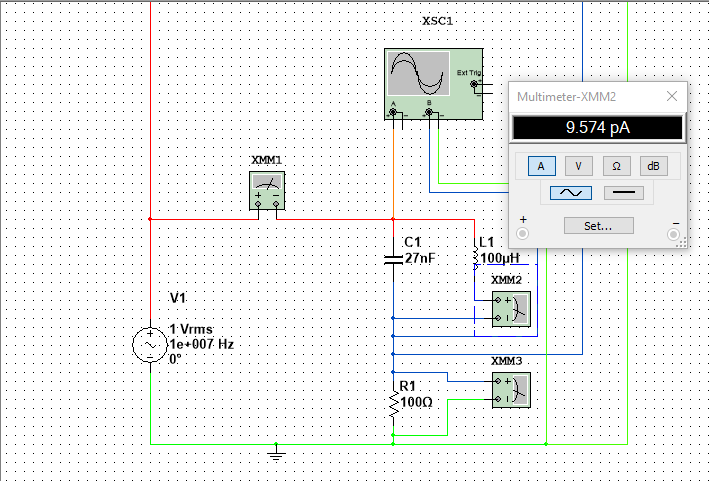 XSC1
Ext Trig
+
-
A
B
+ - + -
Multimeter-XMM2
9.574 pA
A V Ω dB
+
Set...
-
XMM1
+ -
C1
27nF
L1
100µH
XMM2
+
V1
+
-
1 Vrms
1e+007 Hz
0°
XMM3
+
R1
100Ω